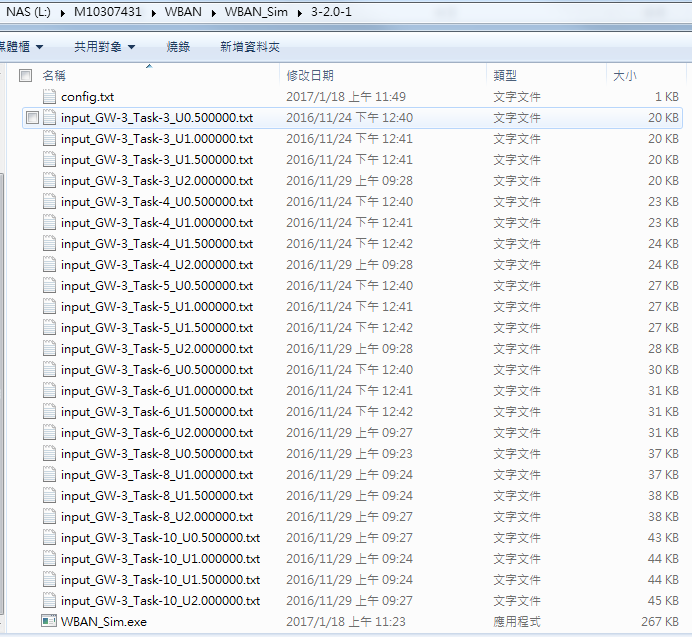 NAS (L:) ▸ M10307431 ▸ WBAN ▸ WBAN_Sim ▸ 3-2.0-1
媒體櫃 ▼ 共用對象 ▼ 燒錄 新增資料夾
名稱 修改日期 類型 大小
config.txt 2017/1/18 上午 11:49 文字文件 1 KB
input_GW-3_Task-3_U0.500000.txt 2016/11/24 下午 12:40 文字文件 20 KB
input_GW-3_Task-3_U1.000000.txt 2016/11/24 下午 12:41 文字文件 20 KB
input_GW-3_Task-3_U1.500000.txt 2016/11/24 下午 12:41 文字文件 20 KB
input_GW-3_Task-3_U2.000000.txt 2016/11/29 上午 09:28 文字文件 20 KB
input_GW-3_Task-4_U0.500000.txt 2016/11/24 下午 12:40 文字文件 23 KB
input_GW-3_Task-4_U1.000000.txt 2016/11/24 下午 12:41 文字文件 23 KB
input_GW-3_Task-4_U1.500000.txt 2016/11/24 下午 12:42 文字文件 24 KB
input_GW-3_Task-4_U2.000000.txt 2016/11/29 上午 09:28 文字文件 24 KB
input_GW-3_Task-5_U0.500000.txt 2016/11/24 下午 12:40 文字文件 27 KB
input_GW-3_Task-5_U1.000000.txt 2016/11/24 下午 12:41 文字文件 27 KB
input_GW-3_Task-5_U1.500000.txt 2016/11/24 下午 12:42 文字文件 27 KB
input_GW-3_Task-5_U2.000000.txt 2016/11/29 上午 09:28 文字文件 28 KB
input_GW-3_Task-6_U0.500000.txt 2016/11/24 下午 12:40 文字文件 30 KB
input_GW-3_Task-6_U1.000000.txt 2016/11/24 下午 12:41 文字文件 31 KB
input_GW-3_Task-6_U1.500000.txt 2016/11/24 下午 12:42 文字文件 31 KB
input_GW-3_Task-6_U2.000000.txt 2016/11/29 上午 09:27 文字文件 31 KB
input_GW-3_Task-8_U0.500000.txt 2016/11/29 上午 09:23 文字文件 37 KB
input_GW-3_Task-8_U1.000000.txt 2016/11/29 上午 09:24 文字文件 37 KB
input_GW-3_Task-8_U1.500000.txt 2016/11/29 上午 09:24 文字文件 38 KB
input_GW-3_Task-8_U2.000000.txt 2016/11/29 上午 09:27 文字文件 38 KB
input_GW-3_Task-10_U0.500000.txt 2016/11/29 上午 09:27 文字文件 43 KB
input_GW-3_Task-10_U1.000000.txt 2016/11/29 上午 09:24 文字文件 44 KB
input_GW-3_Task-10_U1.500000.txt 2016/11/29 上午 09:24 文字文件 44 KB
input_GW-3_Task-10_U2.000000.txt 2016/11/29 上午 09:27 文字文件 45 KB
WBAN_Sim.exe 2017/1/18 上午 11:23 應用程式 267 KB